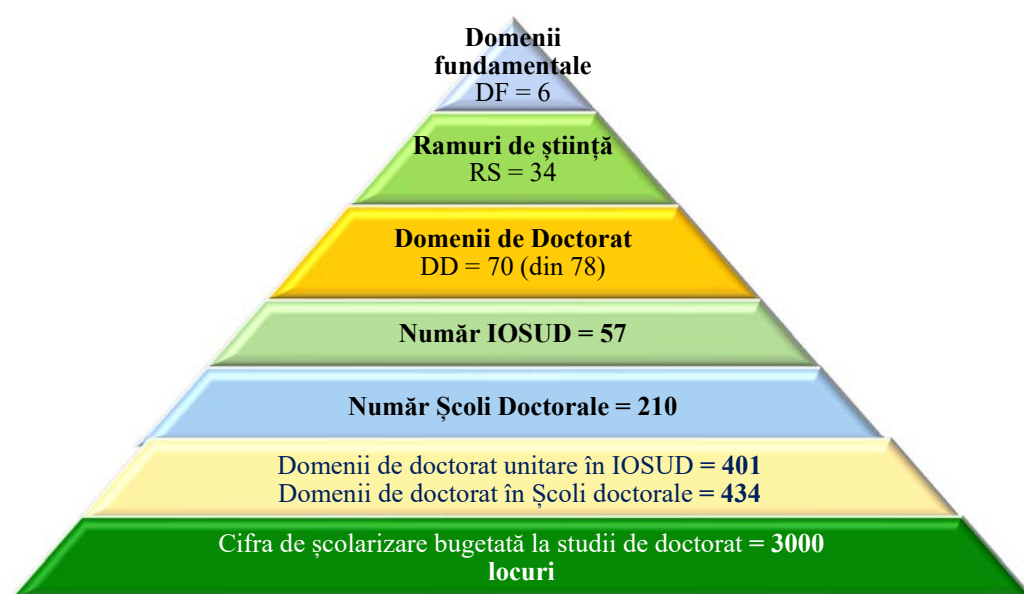 Domenii
fundamentale
DF = 6
Ramuri de știință
RS = 34
Domenii de Doctorat
DD = 70 (din 78)
Număr IOSUD = 57
Număr Școli Doctorale = 210
Domenii de doctorat unitare în IOSUD = 401
Domenii de doctorat în Școli doctorale = 434
Cifra de școlarizare bugetată la studii de doctorat = 3000
locuri